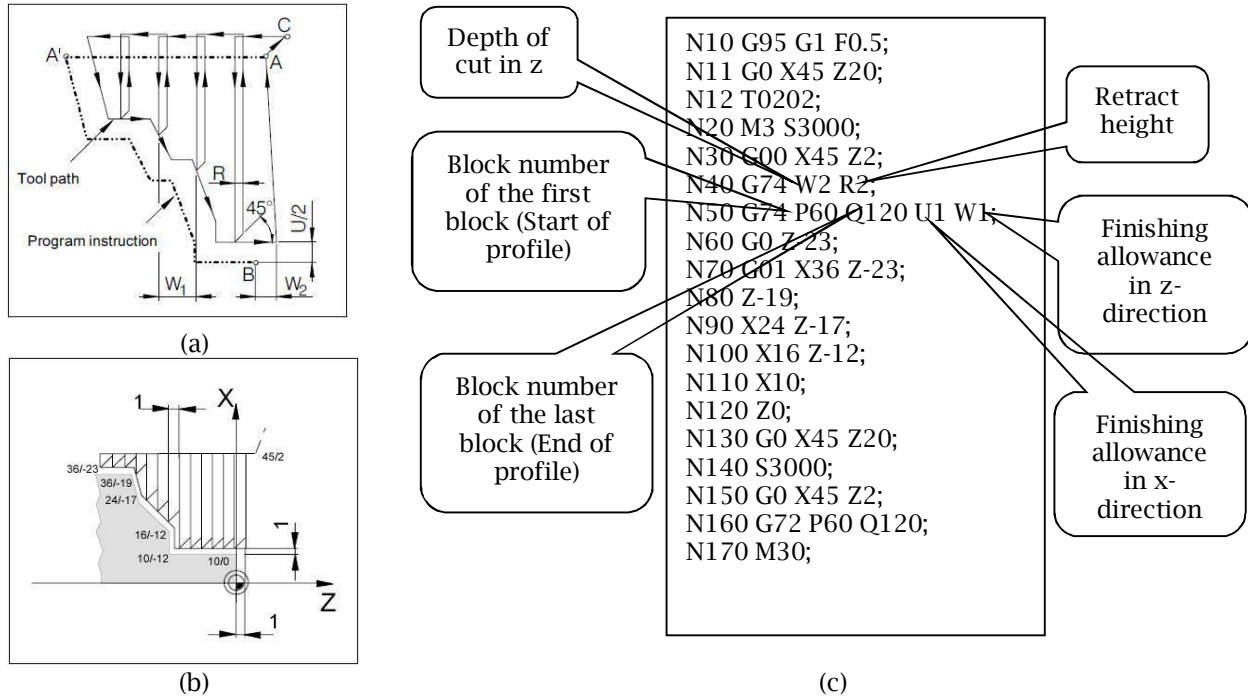 A'
C
A
Tool path
R
45°
U/2
Program instruction
B
W₁
W₂
(a)
1
X
45/2
36/-23
36/-19
24/-17
16/-12
1
10/-12
10/0
Z
1
(b)
Depth of
cut in z
Block number
of the first
block (Start of
profile)
Block number
of the last
block (End of
profile)
N10 G95 G1 F0.5;
N11 G0 X45 Z20;
N12 T0202;
N20 M3 S3000;
N30 G00 X45 Z2;
N40 G74 W2 R2;
N50 G74 P60 Q120 U1 W1;
N60 G0 Z-23;
N70 G01 X36 Z-23;
N80 Z-19;
N90 X24 Z-17;
N100 X16 Z-12;
N110 X10;
N120 Z0;
N130 G0 X45 Z20;
N140 S3000;
N150 G0 X45 Z2;
N160 G72 P60 Q120;
N170 M30;
Retract
height
Finishing
allowance
in z-
direction
Finishing
allowance
in x-
direction
(c)